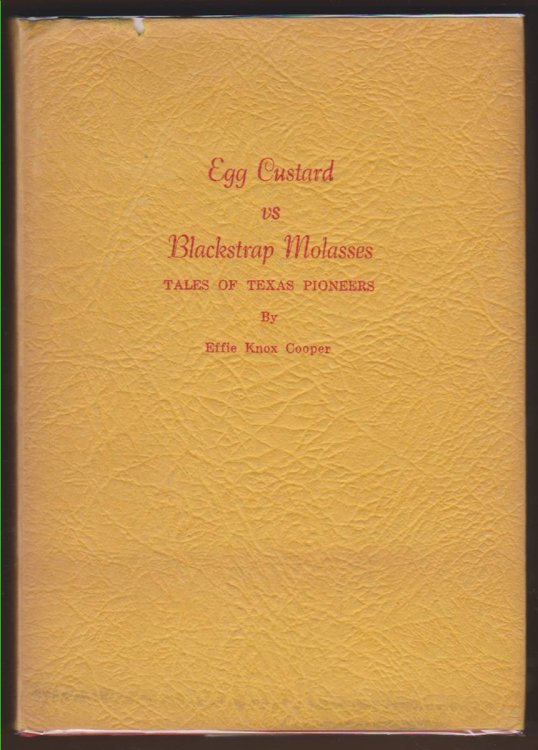 Egg Custard
vs
Blackstrap Molasses
TALES OF TEXAS PIONEERS
By
Effie Knox Cooper